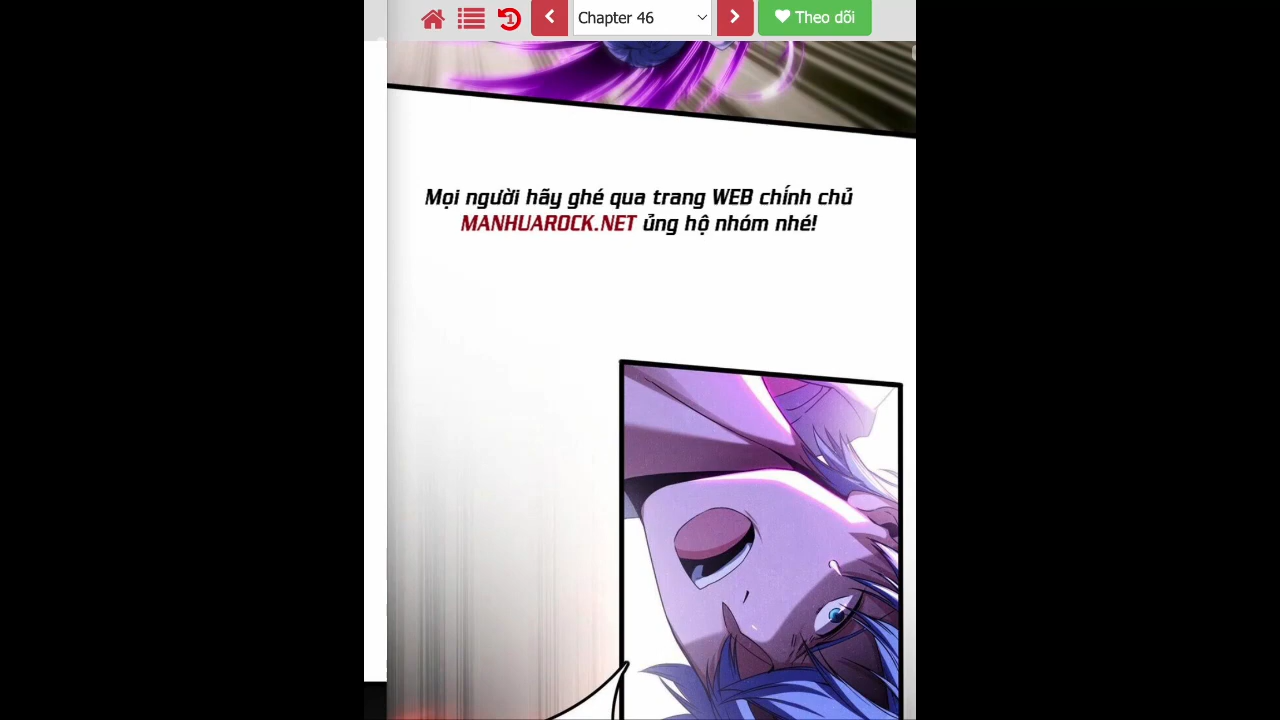 1
Chapter 46
Theo dõi
Mọi người hãy ghé qua trang WEB chính chủ
MANHUAROCK.NET ủng hộ nhóm nhé!